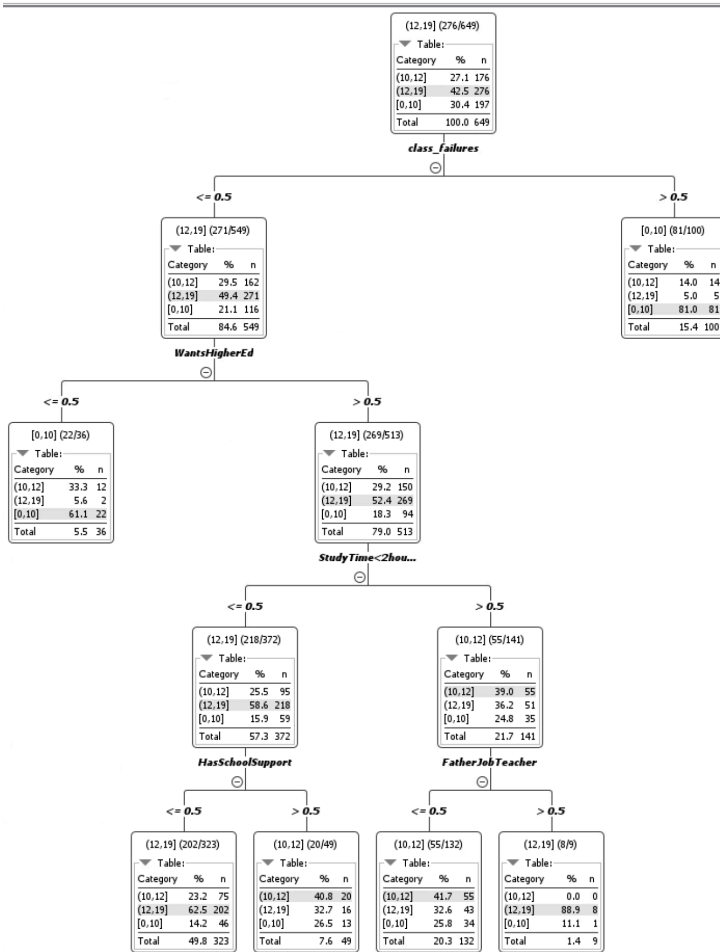 (12,19] (276/649)
Table:
Category % n
(10,12] 27.1 176
(12,19] 42.5 276
[0,10] 30.4 197
Total 100.0 649
class_failures
<= 0.5
> 0.5
(12,19] (271/549)
Table:
Category % n
(10,12] 29.5 162
(12,19] 49.4 271
[0,10] 21.1 116
Total 84.6 549
[0,10] (81/100)
Table:
Category % n
(10,12] 14.0 14
(12,19] 5.0 5
[0,10] 81.0 81
Total 15.4 100
WantsHigherEd
<= 0.5
> 0.5
[0,10] (22/36)
Table:
Category % n
(10,12] 33.3 12
(12,19] 5.6 2
[0,10] 61.1 22
Total 5.5 36
(12,19] (269/513)
Table:
Category % n
(10,12] 29.2 150
(12,19] 52.4 269
[0,10] 18.3 94
Total 79.0 513
StudyTime<2hou...
<= 0.5
> 0.5
(12,19] (218/372)
Table:
Category % n
(10,12] 25.5 95
(12,19] 58.6 218
[0,10] 15.9 59
Total 57.3 372
(10,12] (55/141)
Table:
Category % n
(10,12] 39.0 55
(12,19] 36.2 51
[0,10] 24.8 35
Total 21.7 141
HasSchoolSupport
FatherJobTeacher
<= 0.5
> 0.5
<= 0.5
> 0.5
(12,19] (202/323)
Table:
Category % n
(10,12] 23.2 75
(12,19] 62.5 202
[0,10] 14.2 46
Total 49.8 323
(10,12] (20/49)
Table:
Category % n
(10,12] 40.8 20
(12,19] 32.7 16
[0,10] 26.5 13
Total 7.6 49
(10,12] (55/132)
Table:
Category % n
(10,12] 41.7 55
(12,19] 32.6 43
[0,10] 25.8 34
Total 20.3 132
(12,19] (8/9)
Table:
Category % n
(10,12] 0.0 0
(12,19] 88.9 8
[0,10] 11.1 1
Total 1.4 9